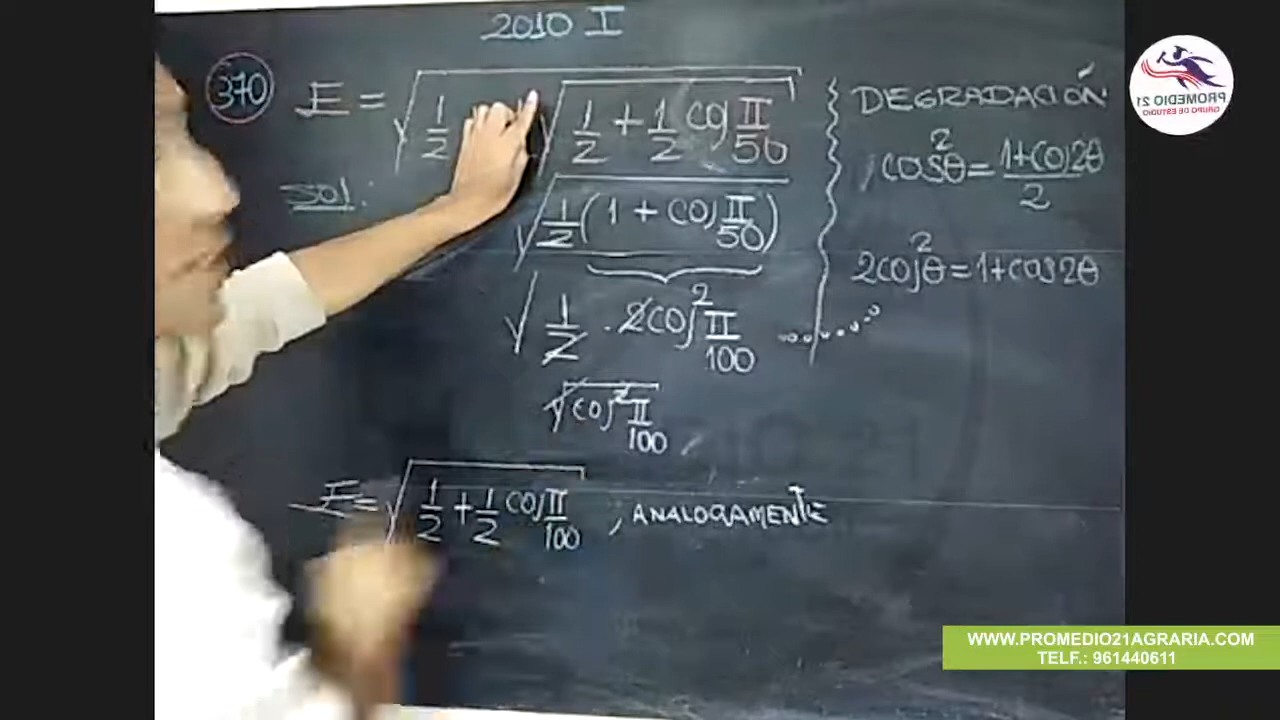 2010 I
370
E = √ 1/2 √ 1/2 + 1/2 cos π/50
Sol:
√ 1/2 (1 + cos π/50)
√ 1/2 · 2cos² π/100
√cos² π/100
E = √ 1/2 + 1/2 cos π/100 , ANALOGAMENTE
DEGRADACIÓN
cos²θ = 1+cos2θ/2
2cos²θ = 1+cos2θ
PROMEDIO 21
GRUPO DE ESTUDIO
WWW.PROMEDIO21AGRARIA.COM
TELF.: 961440611